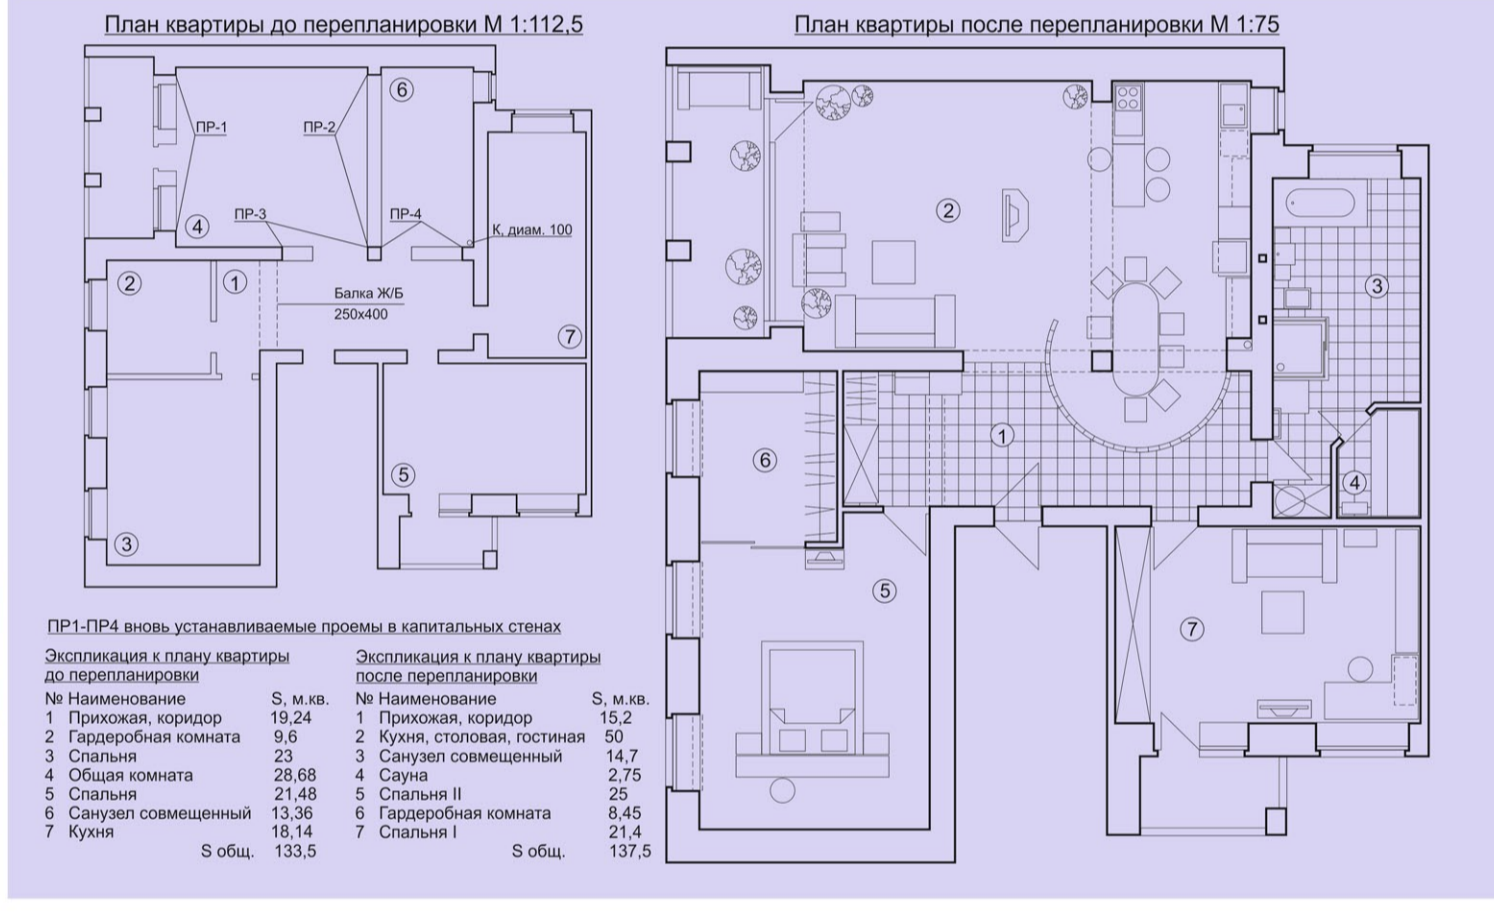 План квартиры до перепланировки М 1:112,5
6
ПР-1
ПР-2
ПР-3
ПР-4
4
К. диам. 100
2
1
Балка Ж/Б
250х400
7
5
3
План квартиры после перепланировки М 1:75
2
3
1
6
4
5
7
ПР1-ПР4 вновь устанавливаемые проемы в капитальных стенах
Экспликация к плану квартиры
до перепланировки
№ Наименование S, м.кв.
1 Прихожая, коридор 19,24
2 Гардеробная комната 9,6
3 Спальня 23
4 Общая комната 28,68
5 Спальня 21,48
6 Санузел совмещенный 13,36
7 Кухня 18,14
S общ. 133,5
Экспликация к плану квартиры
после перепланировки
№ Наименование S, м.кв.
1 Прихожая, коридор 15,2
2 Кухня, столовая, гостиная 50
3 Санузел совмещенный 14,7
4 Сауна 2,75
5 Спальня II 25
6 Гардеробная комната 8,45
7 Спальня I 21,4
S общ. 137,5